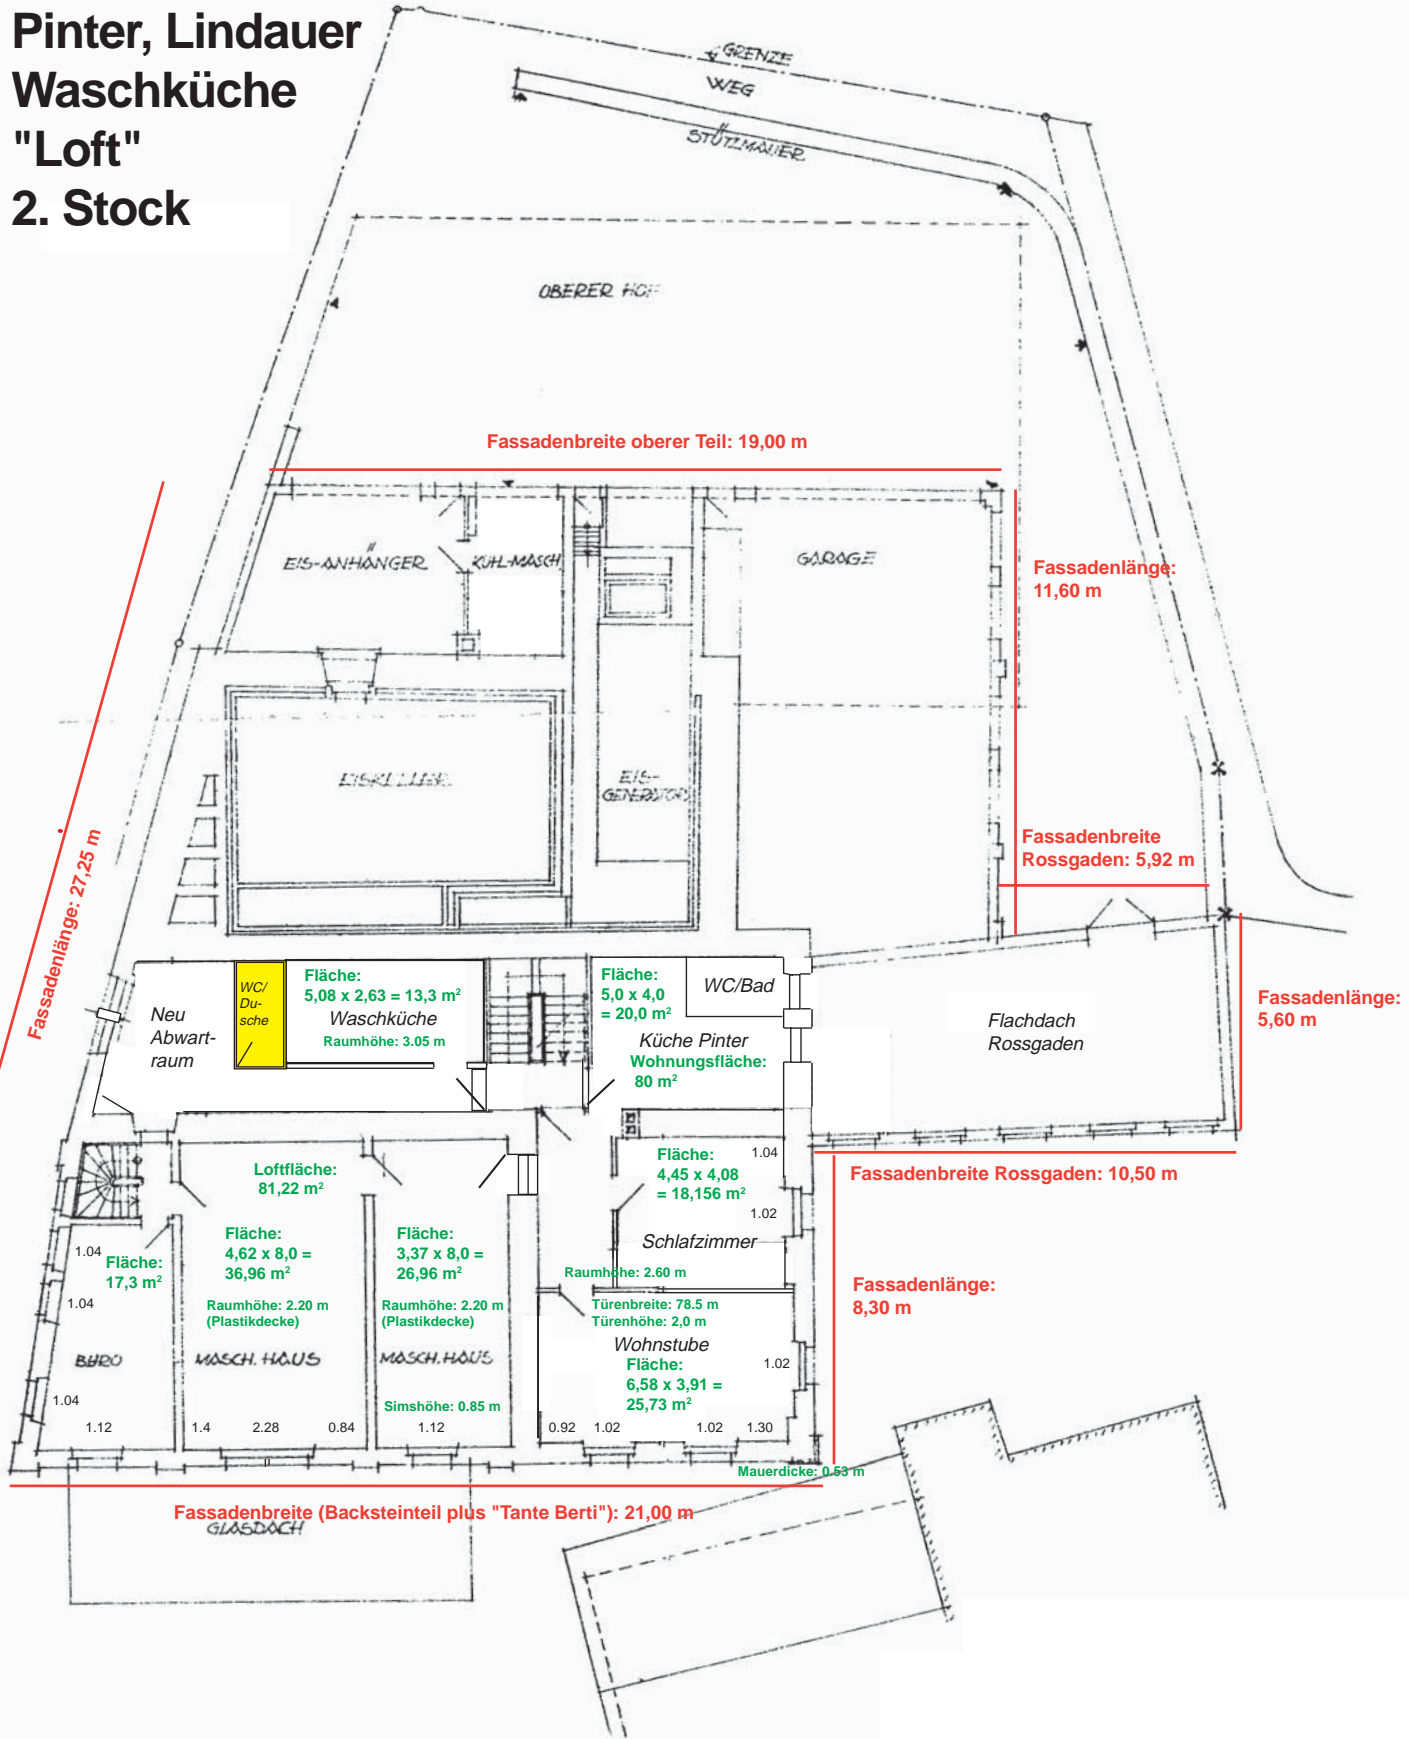 Pinter, Lindauer
Waschküche
"Loft"
2. Stock
GRENZE
WEG
STÜTZMAUER
OBERER HOF
Fassadenbreite oberer Teil: 19,00 m
EIS-ANHÄNGER
KÜHL-MASCH.
GARAGE
Fassadenlänge:
11,60 m
EISKELLER
EIS-
GENERATOR
Fassadenbreite
Rossgaden: 5,92 m
Fassadenlänge: 27,25 m
Neu
Abwart-
raum
WC/
Du-
sche
Fläche:
5,08 x 2,63 = 13,3 m²
Waschküche
Raumhöhe: 3.05 m
Fläche:
5,0 x 4,0
= 20,0 m²
WC/Bad
Küche Pinter
Wohnungsfläche:
80 m²
Flachdach
Rossgaden
Fassadenlänge:
5,60 m
Loftfläche:
81,22 m²
Fläche:
4,45 x 4,08
= 18,156 m²
1.04
1.02
Schlafzimmer
Fassadenbreite Rossgaden: 10,50 m
1.04
Fläche:
17,3 m²
1.04
Fläche:
4,62 x 8,0 =
36,96 m²
Fläche:
3,37 x 8,0 =
26,96 m²
Raumhöhe: 2.60 m
Raumhöhe: 2.20 m
(Plastikdecke)
Raumhöhe: 2.20 m
(Plastikdecke)
Türenbreite: 78.5 m
Türenhöhe: 2,0 m
Fassadenlänge:
8,30 m
BÜRO
MASCH. HAUS
MASCH. HAUS
Wohnstube
Fläche:
6,58 x 3,91 =
25,73 m²
1.02
1.04
Simshöhe: 0.85 m
1.12
1.4
2.28
0.84
1.12
0.92
1.02
1.02
1.30
Mauerdicke: 0.53 m
Fassadenbreite (Backsteinteil plus "Tante Berti"): 21,00 m
GLASDACH